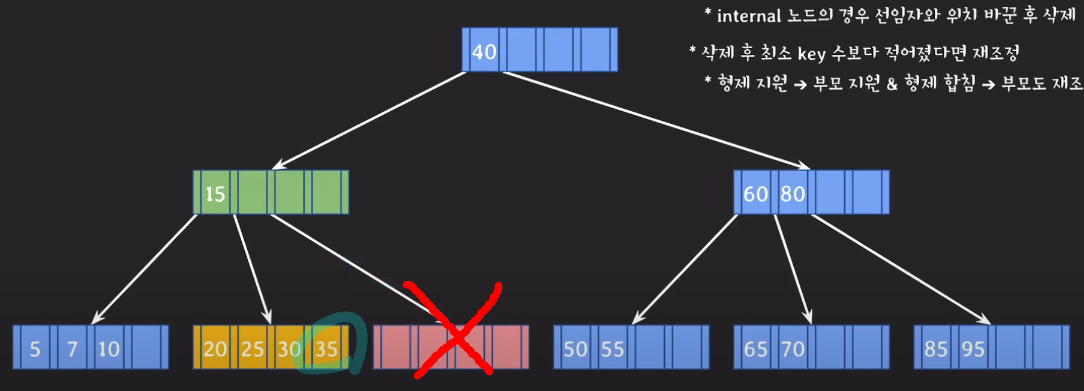 * internal 노드의 경우 선임자와 위치 바꾼 후 삭제
* 삭제 후 최소 key 수보다 적어졌다면 재조정
* 형제 지원 → 부모 지원 & 형제 합침 → 부모도 재조
40
15
60 80
5 7 10
20 25 30 35
50 55
65 70
85 95